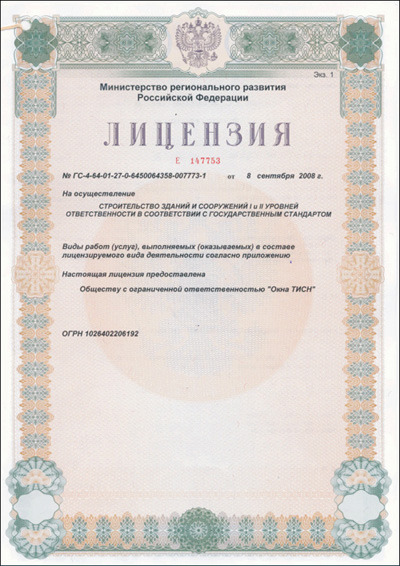 Экз. 1
Министерство регионального развития
Российской Федерации
ЛИЦЕНЗИЯ
Е 147753
№ ГС-4-64-01-27-0-6450064358-007773-1 от 8 сентября 2008 г.
На осуществление
СТРОИТЕЛЬСТВО ЗДАНИЙ И СООРУЖЕНИЙ I и II УРОВНЕЙ
ОТВЕТСТВЕННОСТИ В СООТВЕТСТВИИ С ГОСУДАРСТВЕННЫМ СТАНДАРТОМ
Виды работ (услуг), выполняемых (оказываемых) в составе
лицензируемого вида деятельности согласно приложению
Настоящая лицензия предоставлена
Обществу с ограниченной ответственностью "Окна ТИСН"
ОГРН 1026402206192